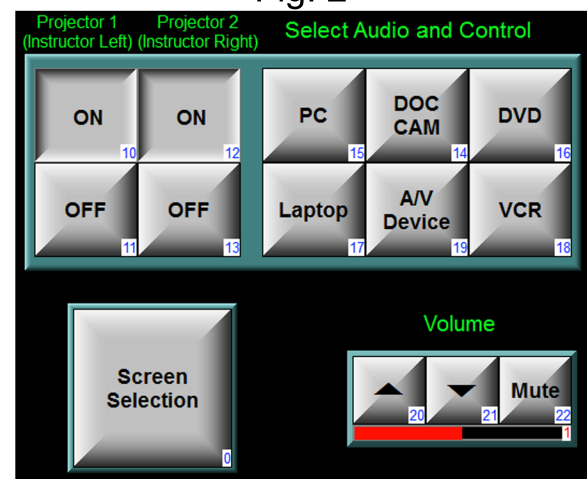 Projector 1 Projector 2 Select Audio and Control
(Instructor Left) (Instructor Right)
ON ON PC DOC CAM DVD
10 12 15 14 16
OFF OFF Laptop A/V Device VCR
11 13 17 19 18
Volume
Screen Selection
0
Mute
20 21 22
1